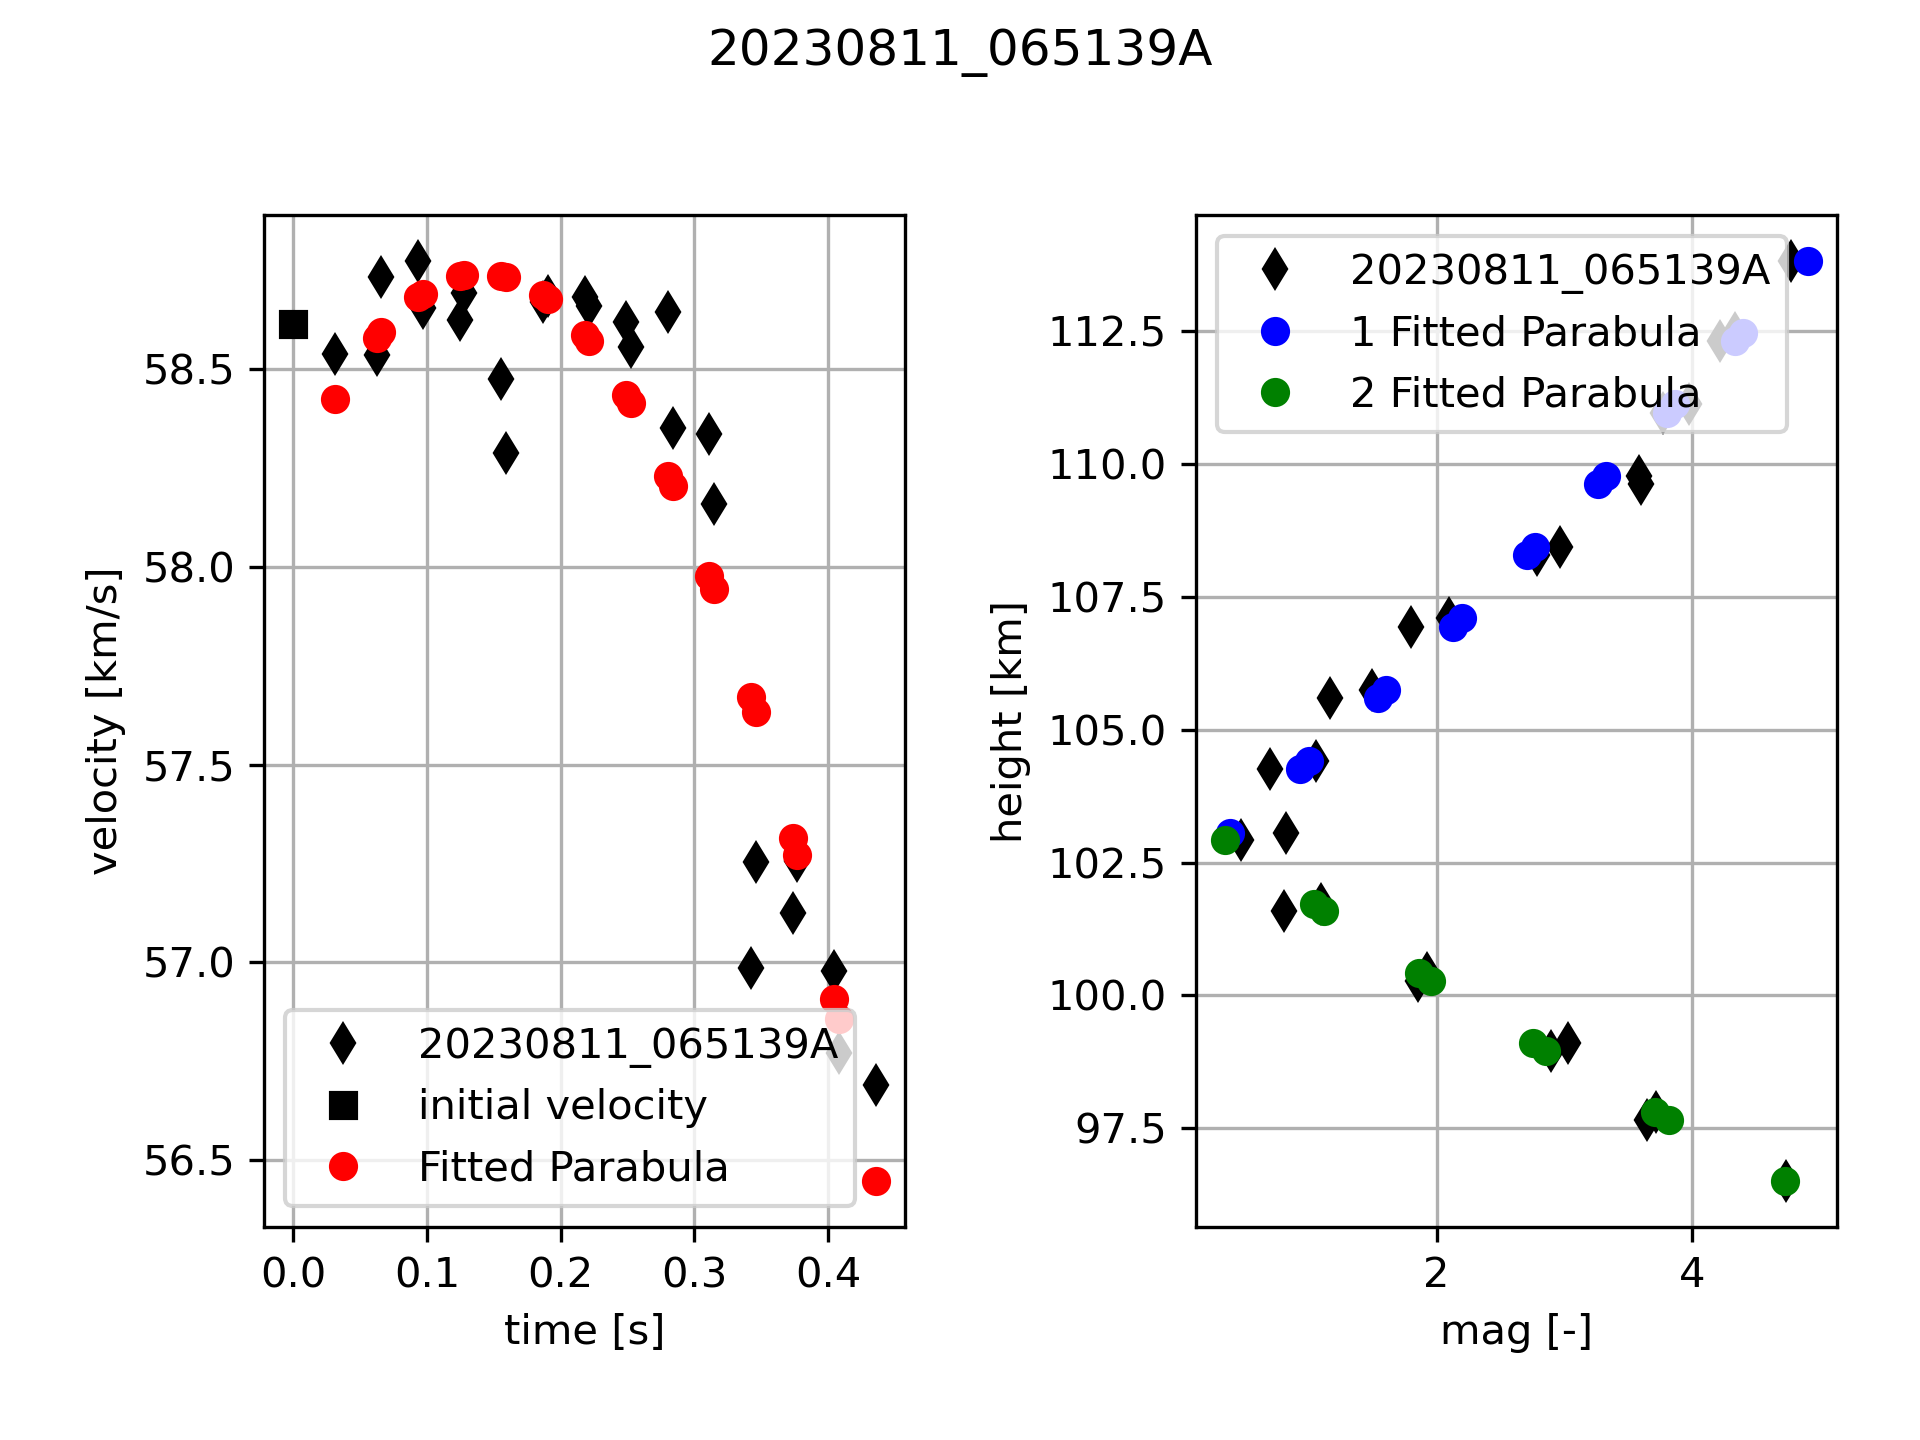 20230811_065139A
velocity [km/s]
58.5
58.0
57.5
57.0
56.5
20230811_065139A
initial velocity
Fitted Parabula
0.0 0.1 0.2 0.3 0.4
time [s]
height [km]
112.5
110.0
107.5
105.0
102.5
100.0
97.5
20230811_065139A
1 Fitted Parabula
2 Fitted Parabula
2 4
mag [-]